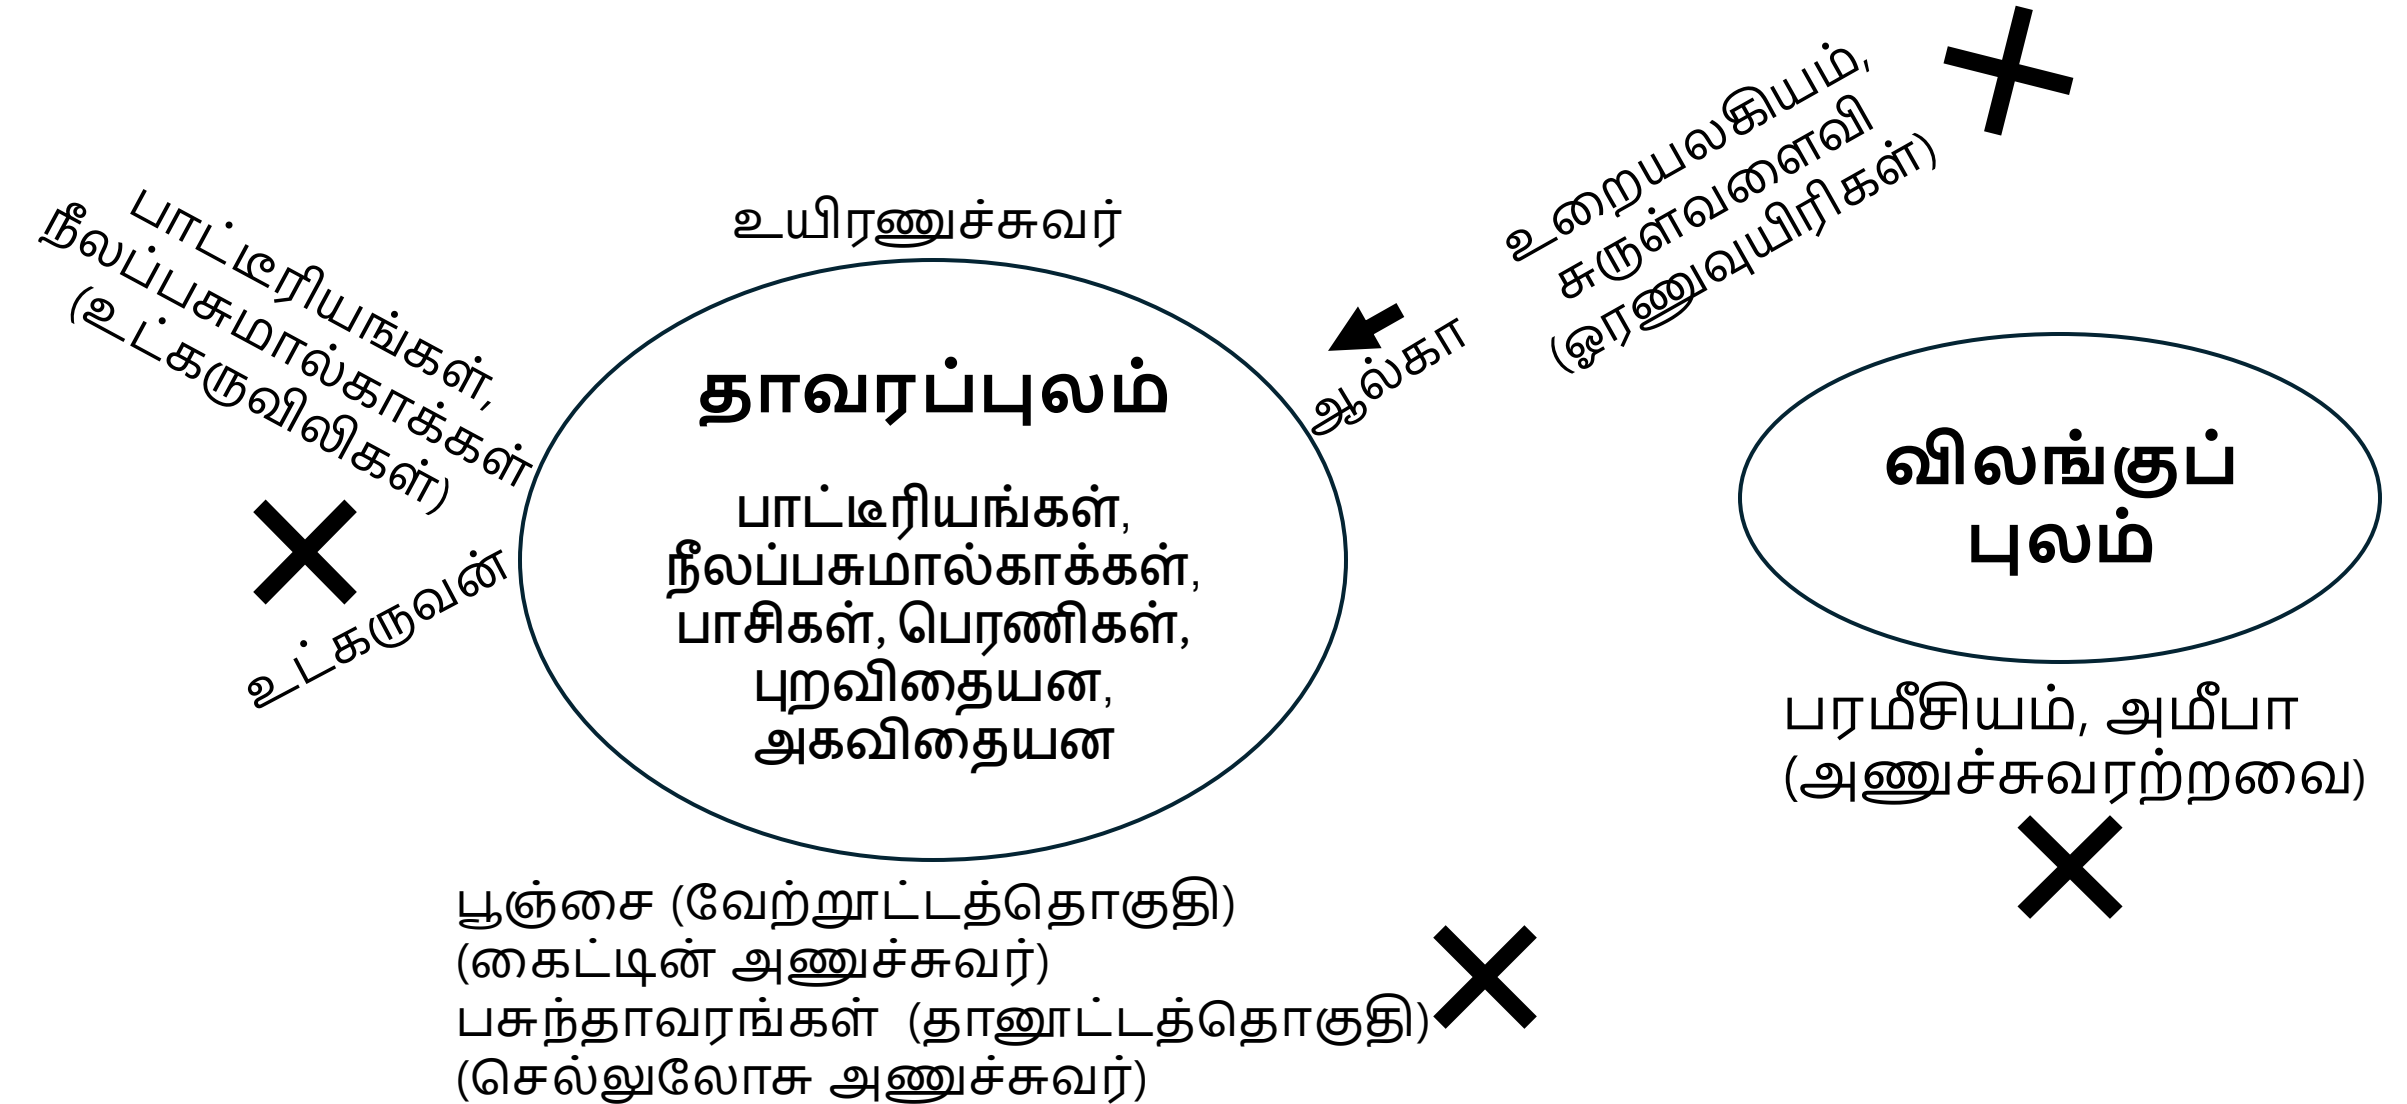 பாட்டீரியங்கள்,
நீலப்பசுமால்காக்கள்
(உட்கருவிலிகள்)
உட்கருவன்
உயிரணுச்சுவர்
தாவரப்புலம்
பாட்டீரியங்கள்,
நீலப்பசுமால்காக்கள்,
பாசிகள், பெரணிகள்,
புறவிதையன,
அகவிதையன
ஆல்கா
உறையலகியம்,
சுருள்வளைவி
(ஓரணுவுயிரிகள்)
விலங்குப்
புலம்
பரமீசியம், அமீபா
(அணுச்சுவரற்றவை)
பூஞ்சை (வேற்றூட்டத்தொகுதி)
(கைட்டின் அணுச்சுவர்)
பசுந்தாவரங்கள் (தானூட்டத்தொகுதி)
(செல்லுலோசு அணுச்சுவர்)